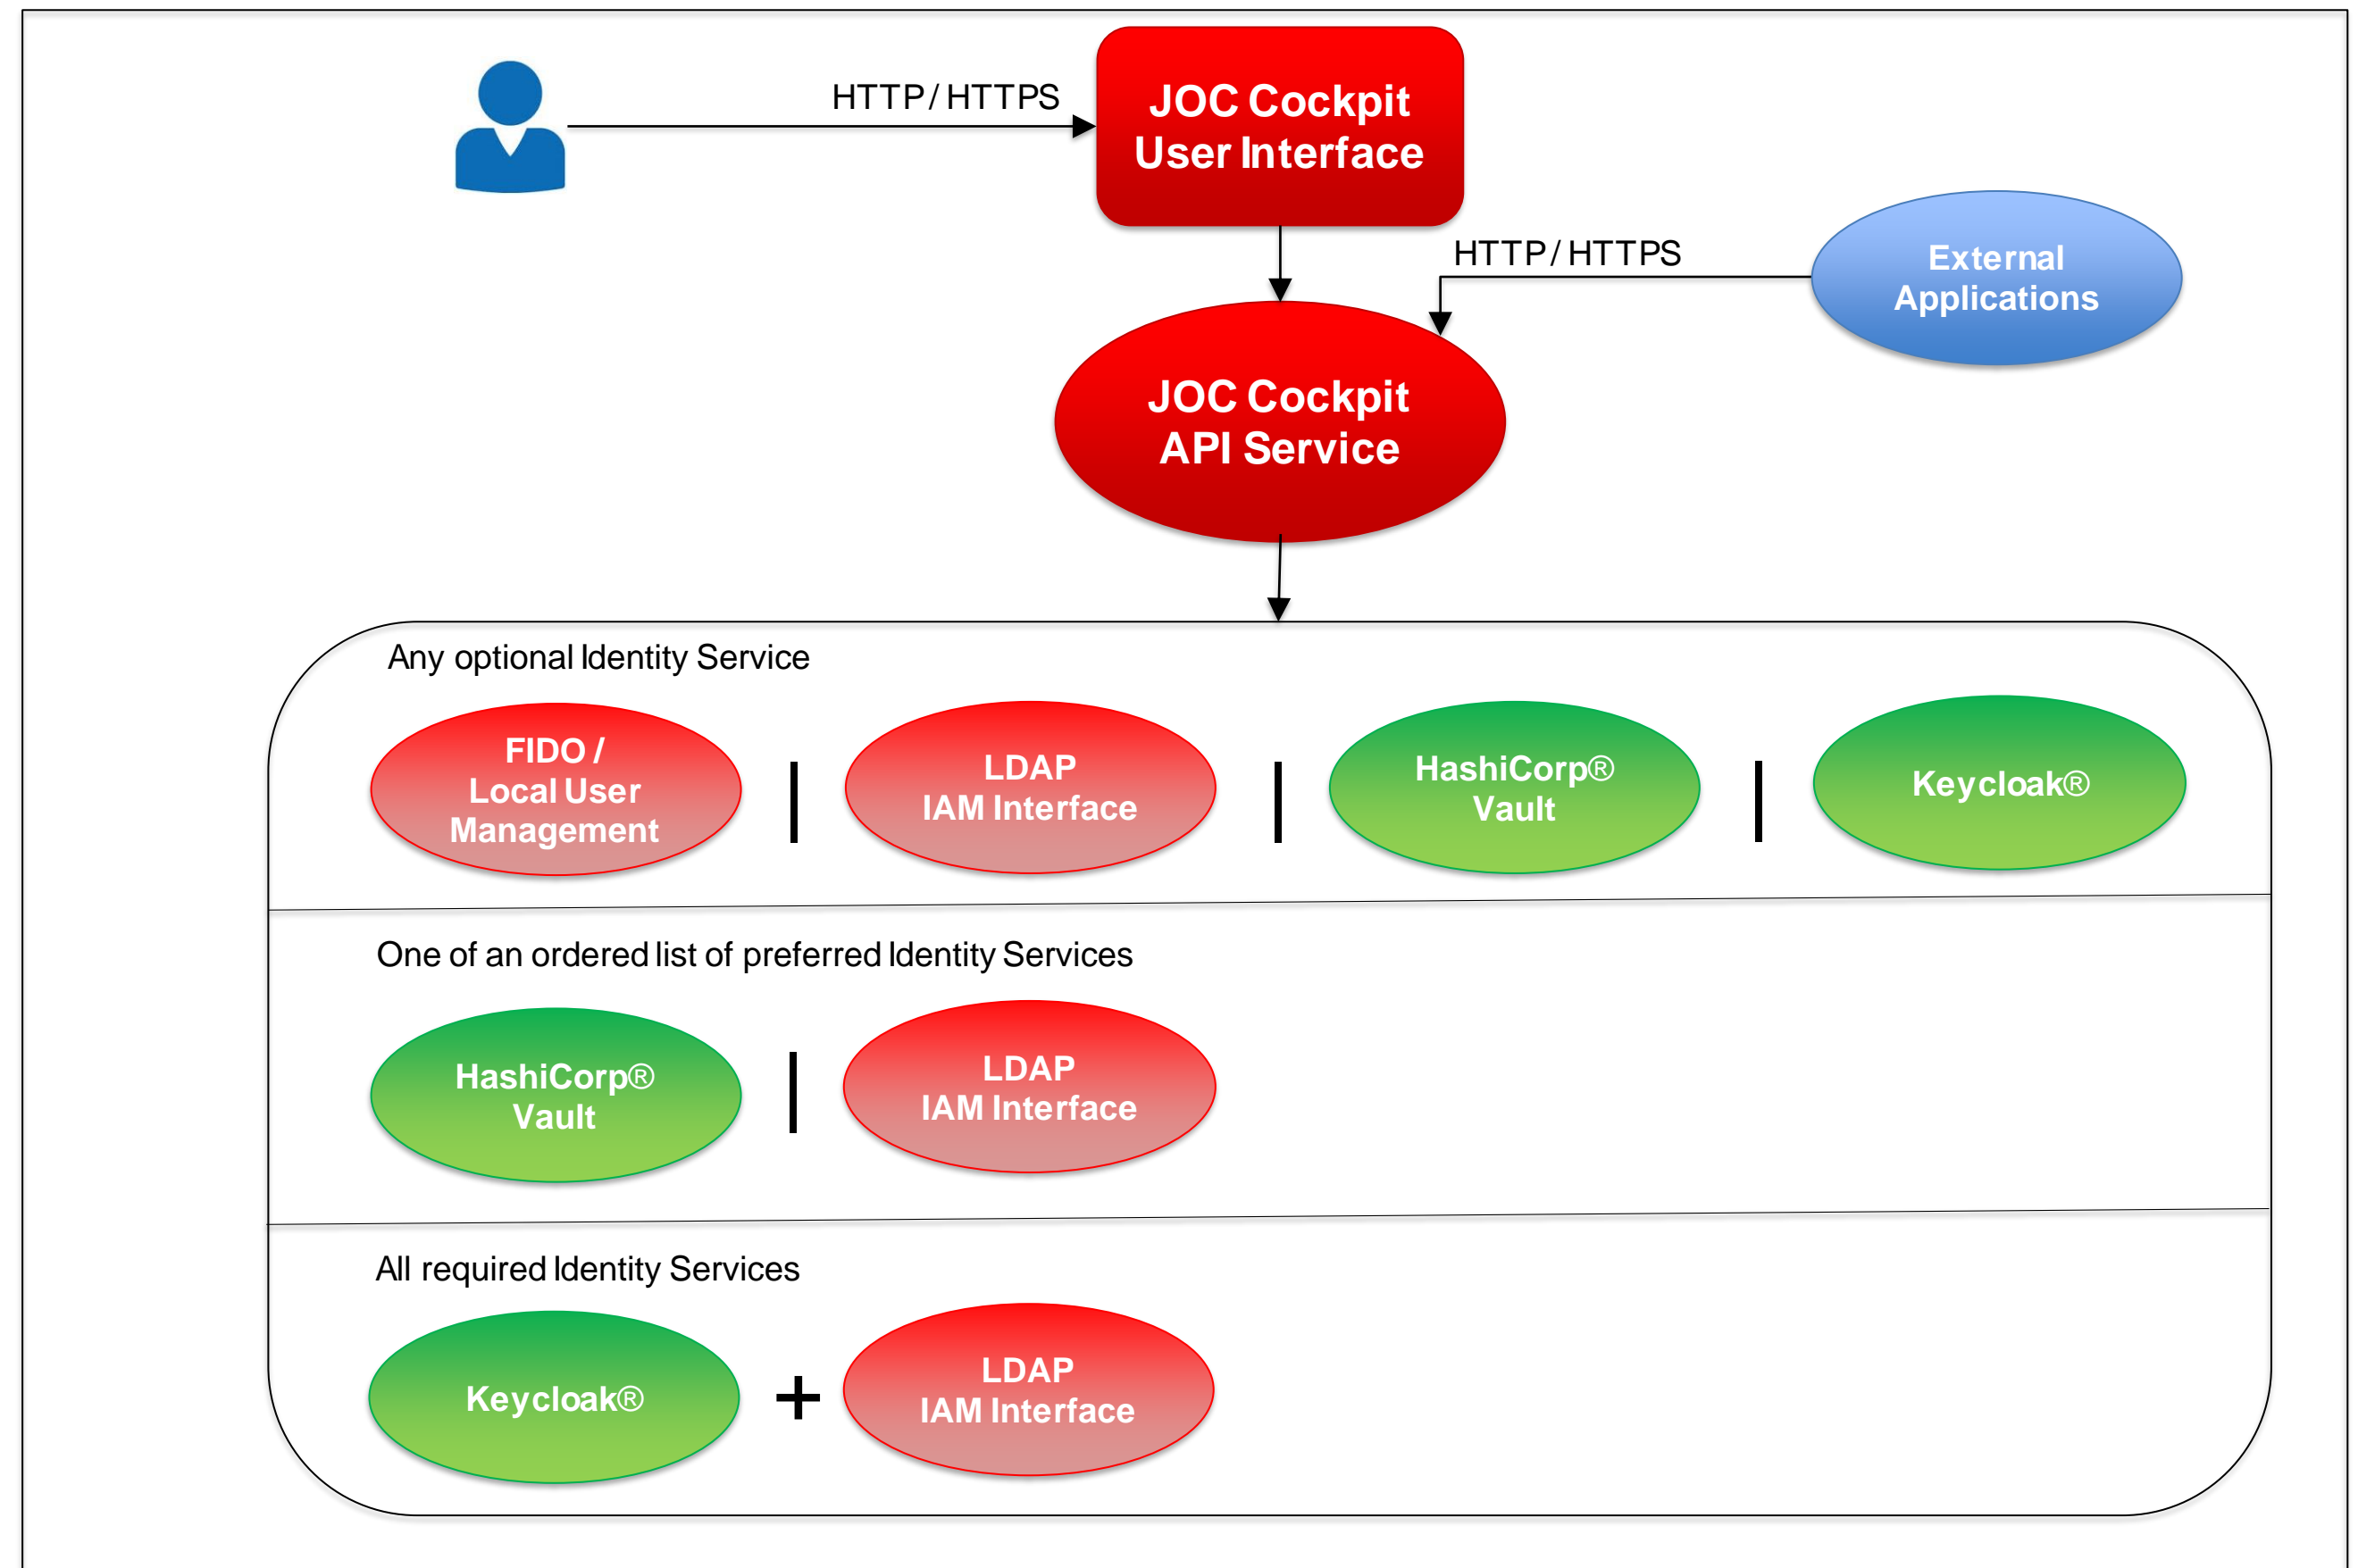 HTTP / HTTPS
JOC Cockpit
User Interface
HTTP / HTTPS
External
Applications
JOC Cockpit
API Service
Any optional Identity Service
FIDO /
Local User
Management
|
LDAP
IAM Interface
|
HashiCorp®
Vault
|
Keycloak®
One of an ordered list of preferred Identity Services
HashiCorp®
Vault
|
LDAP
IAM Interface
All required Identity Services
Keycloak®
+
LDAP
IAM Interface